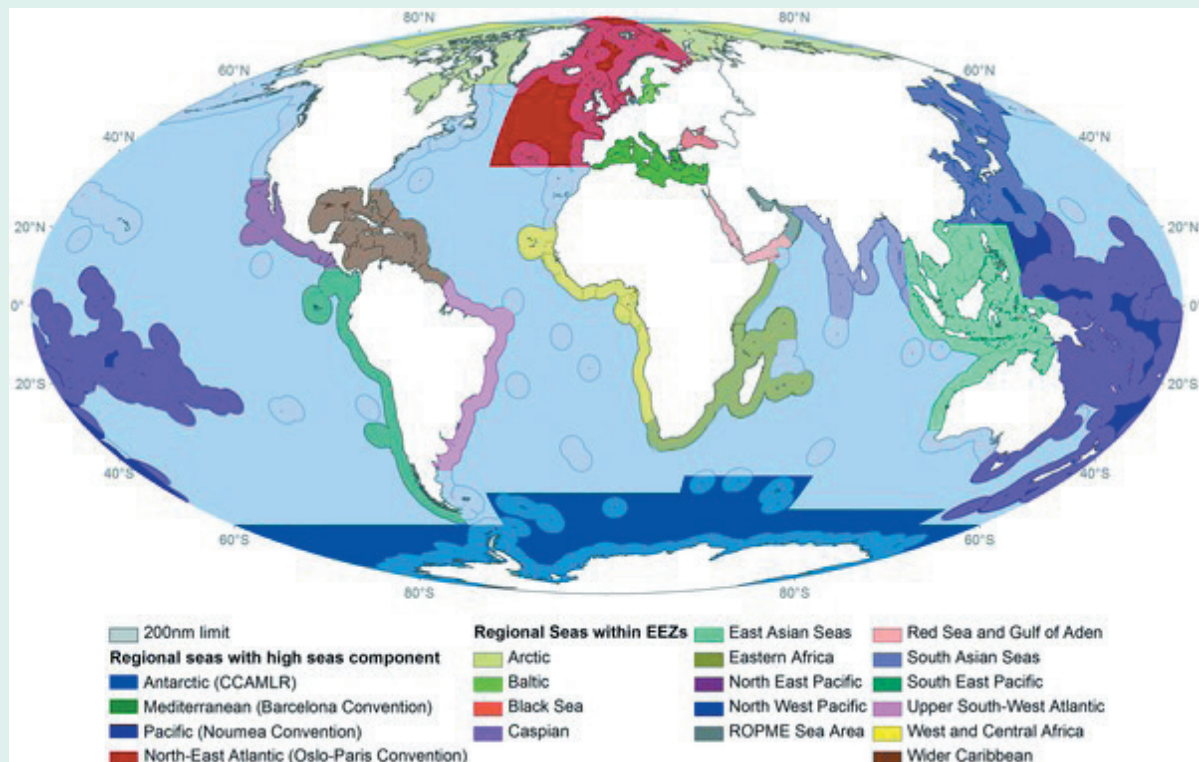 80°N 80°N
60°N 60°N
40°N 40°N
20°N 20°N
0° 0°
20°S 20°S
40°S 40°S
60°S 60°S
80°S 80°S
200nm limit
Regional seas with high seas component
Antarctic (CCAMLR)
Mediterranean (Barcelona Convention)
Pacific (Noumea Convention)
North-East Atlantic (Oslo-Paris Convention)
Regional Seas within EEZs
Arctic
Baltic
Black Sea
Caspian
East Asian Seas
Eastern Africa
North East Pacific
North West Pacific
ROPME Sea Area
Red Sea and Gulf of Aden
South Asian Seas
South East Pacific
Upper South-West Atlantic
West and Central Africa
Wider Caribbean